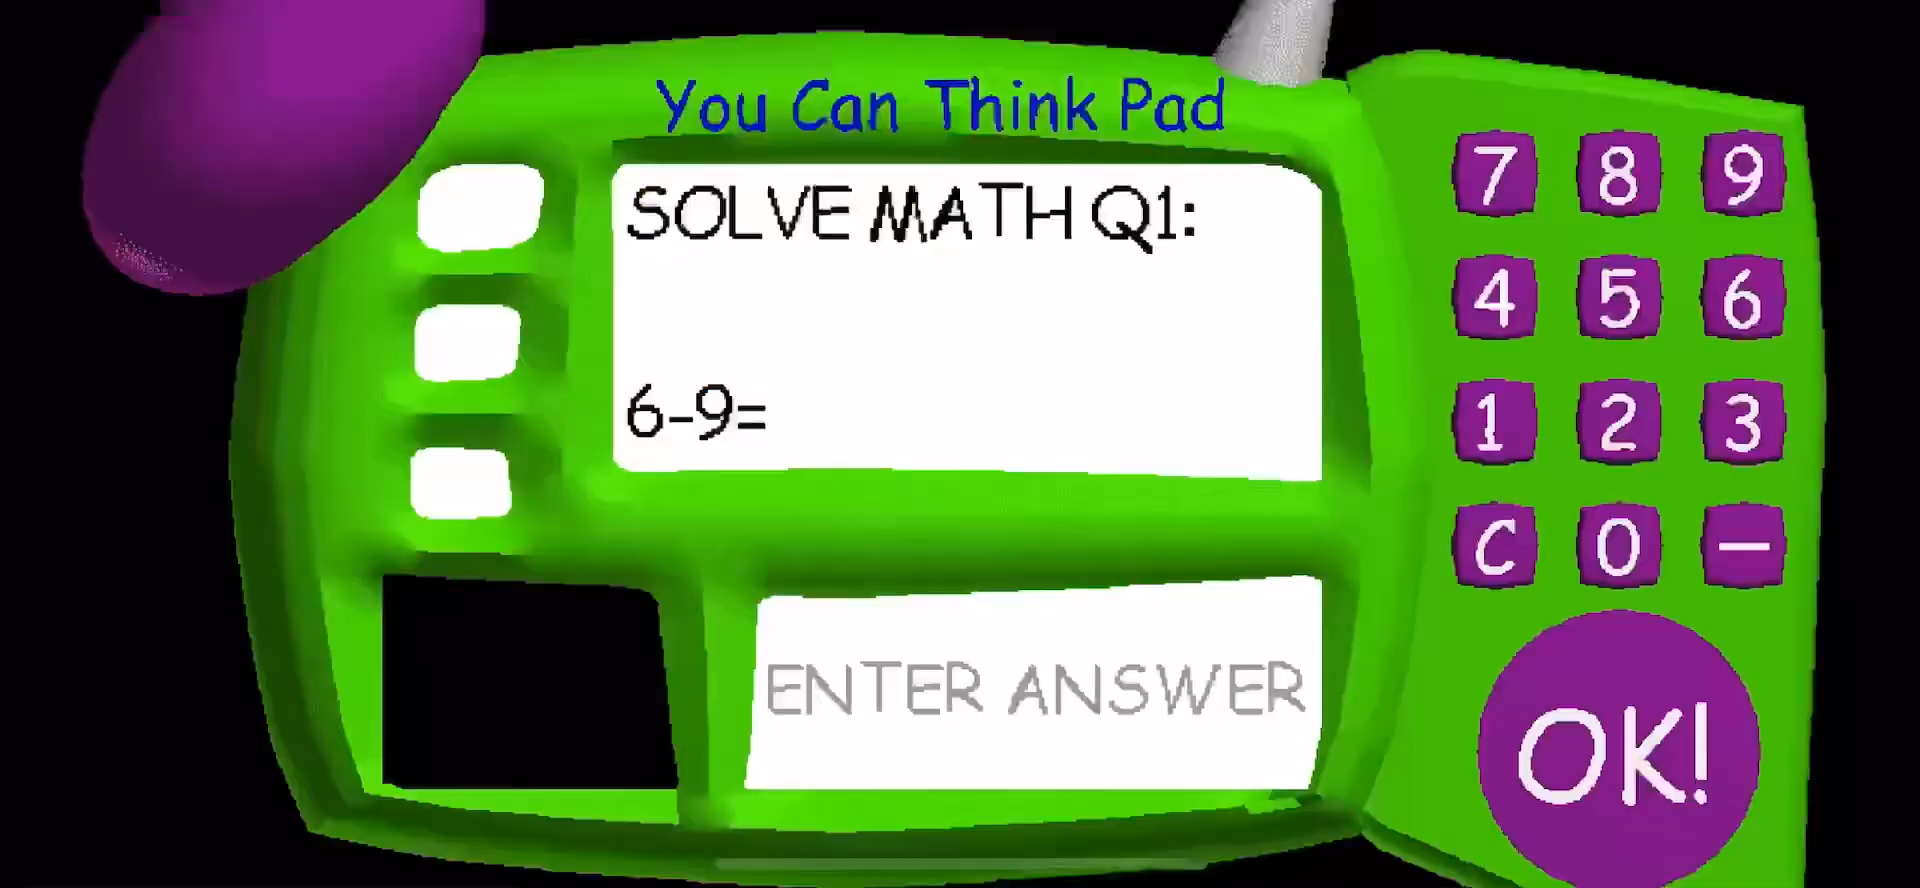 You Can Think Pad
SOLVE MATH Q1:
6-9=
ENTER ANSWER
7 8 9
4 5 6
1 2 3
C 0 —
OK!